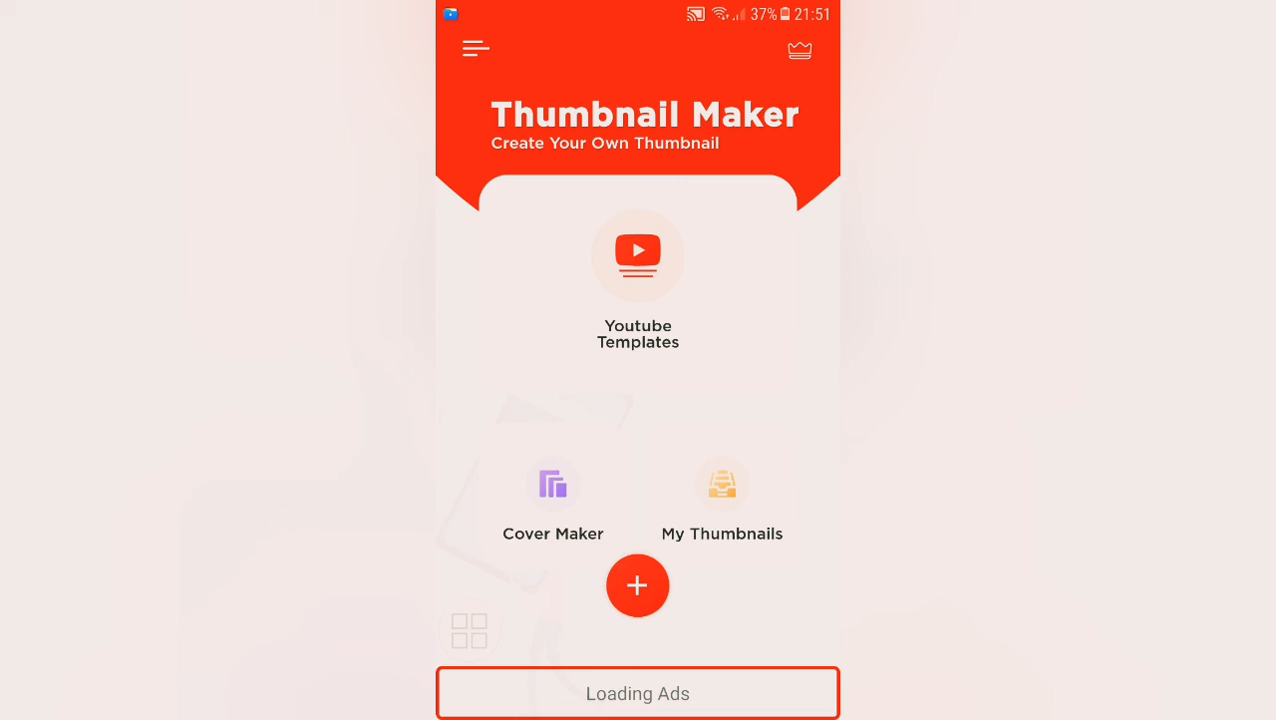 37% 21:51
Thumbnail Maker
Create Your Own Thumbnail
Youtube
Templates
Cover Maker
My Thumbnails
Loading Ads